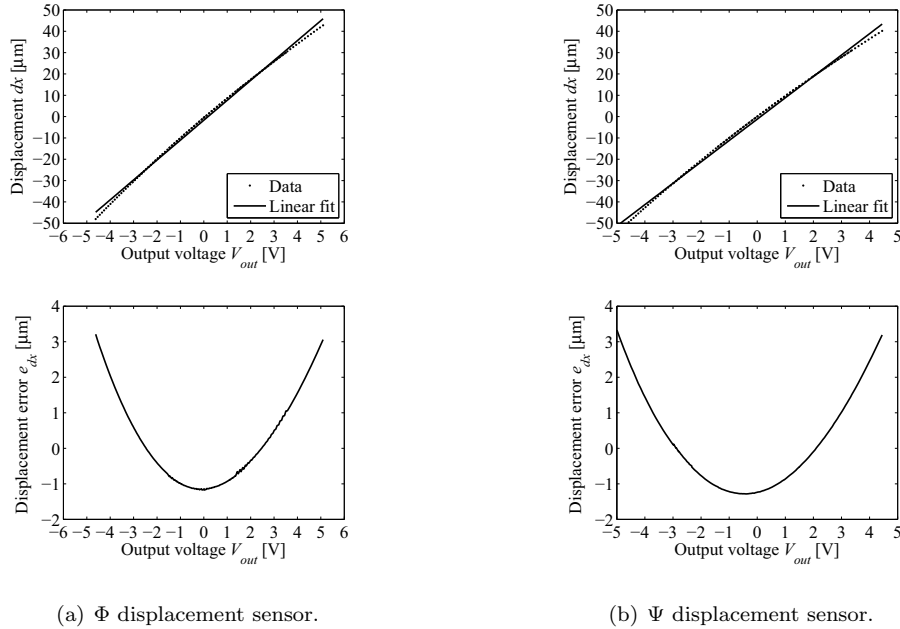 50
40
30
20
10
0
−10
−20
−30
−40
−50
Displacement dx [µm]
Data
Linear fit
−6 −5 −4 −3 −2 −1 0 1 2 3 4 5 6
Output voltage V_out [V]
50
40
30
20
10
0
−10
−20
−30
−40
−50
Displacement dx [µm]
Data
Linear fit
−5 −4 −3 −2 −1 0 1 2 3 4 5
Output voltage V_out [V]
4
3
2
1
0
−1
−2
Displacement error e_dx [µm]
−6 −5 −4 −3 −2 −1 0 1 2 3 4 5 6
Output voltage V_out [V]
4
3
2
1
0
−1
−2
Displacement error e_dx [µm]
−5 −4 −3 −2 −1 0 1 2 3 4 5
Output voltage V_out [V]
(a) Φ displacement sensor.
(b) Ψ displacement sensor.